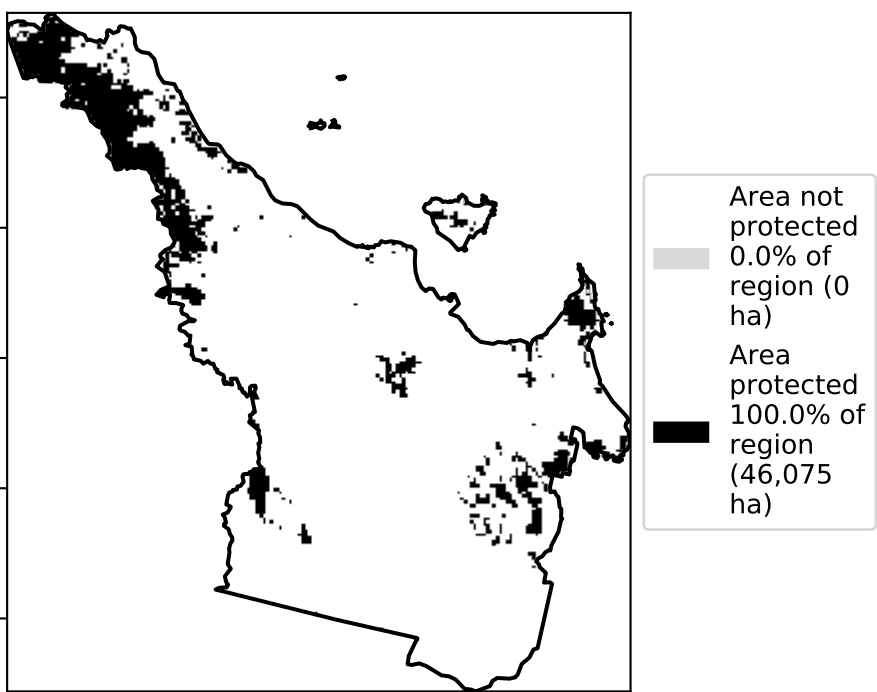 Area not
protected
0.0% of
region (0
ha)
Area
protected
100.0% of
region
(46,075
ha)